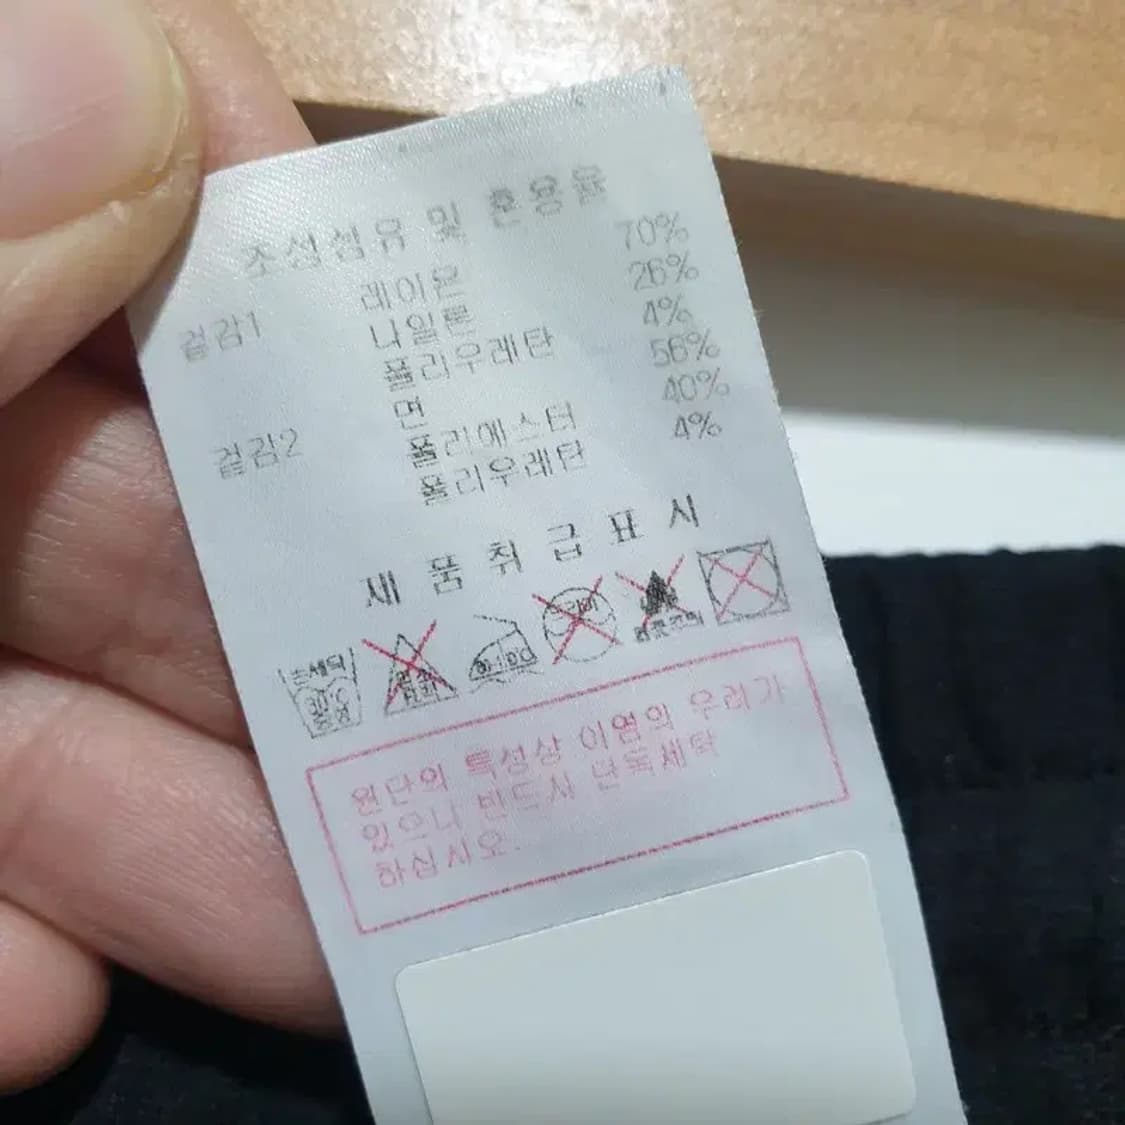 조성섬유 및 혼용율
겉감1 레이온 70%
나일론 26%
폴리우레탄 4%
겉감2 면 56%
폴리에스터 40%
폴리우레탄 4%
제 품 취 급 표 시
손세탁
30℃
중성
원단의 특성상 이염의 우려가
있으니 반드시 단독세탁
하십시오.